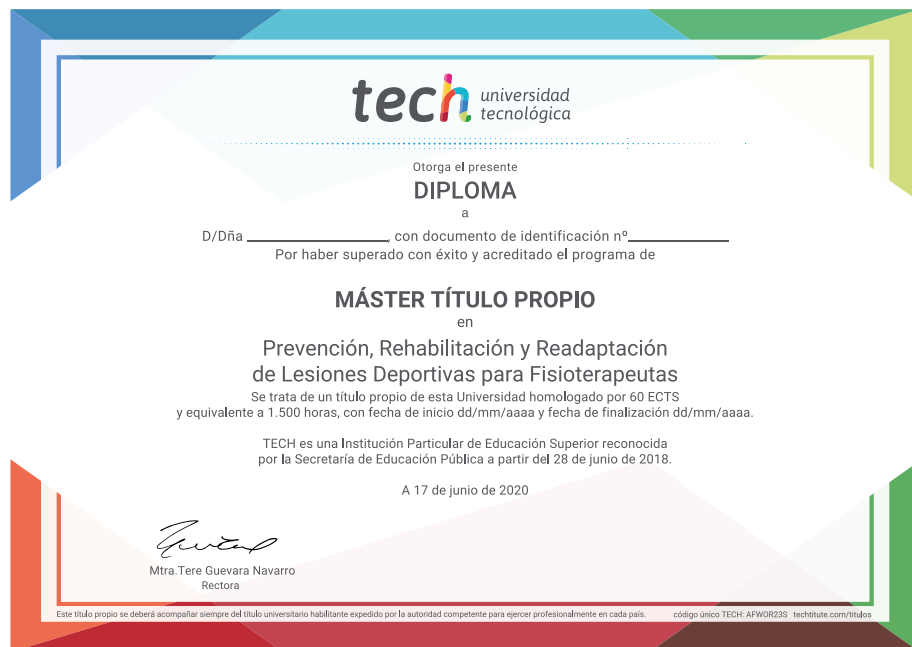 tech universidad
tecnológica
Otorga el presente
DIPLOMA
a
D/Dña ____________, con documento de identificación nº____________
Por haber superado con éxito y acreditado el programa de
MÁSTER TÍTULO PROPIO
en
Prevención, Rehabilitación y Readaptación
de Lesiones Deportivas para Fisioterapeutas
Se trata de un título propio de esta Universidad homologado por 60 ECTS
y equivalente a 1.500 horas, con fecha de inicio dd/mm/aaaa y fecha de finalización dd/mm/aaaa.
TECH es una Institución Particular de Educación Superior reconocida
por la Secretaría de Educación Pública a partir del 28 de junio de 2018.
A 17 de junio de 2020
Mtra.Tere Guevara Navarro
Rectora
Este título propio se deberá acompañar siempre del título universitario habilitante expedido por la autoridad competente para ejercer profesionalmente en cada país. código único TECH: AFWOR23S techtitute.com/titulos